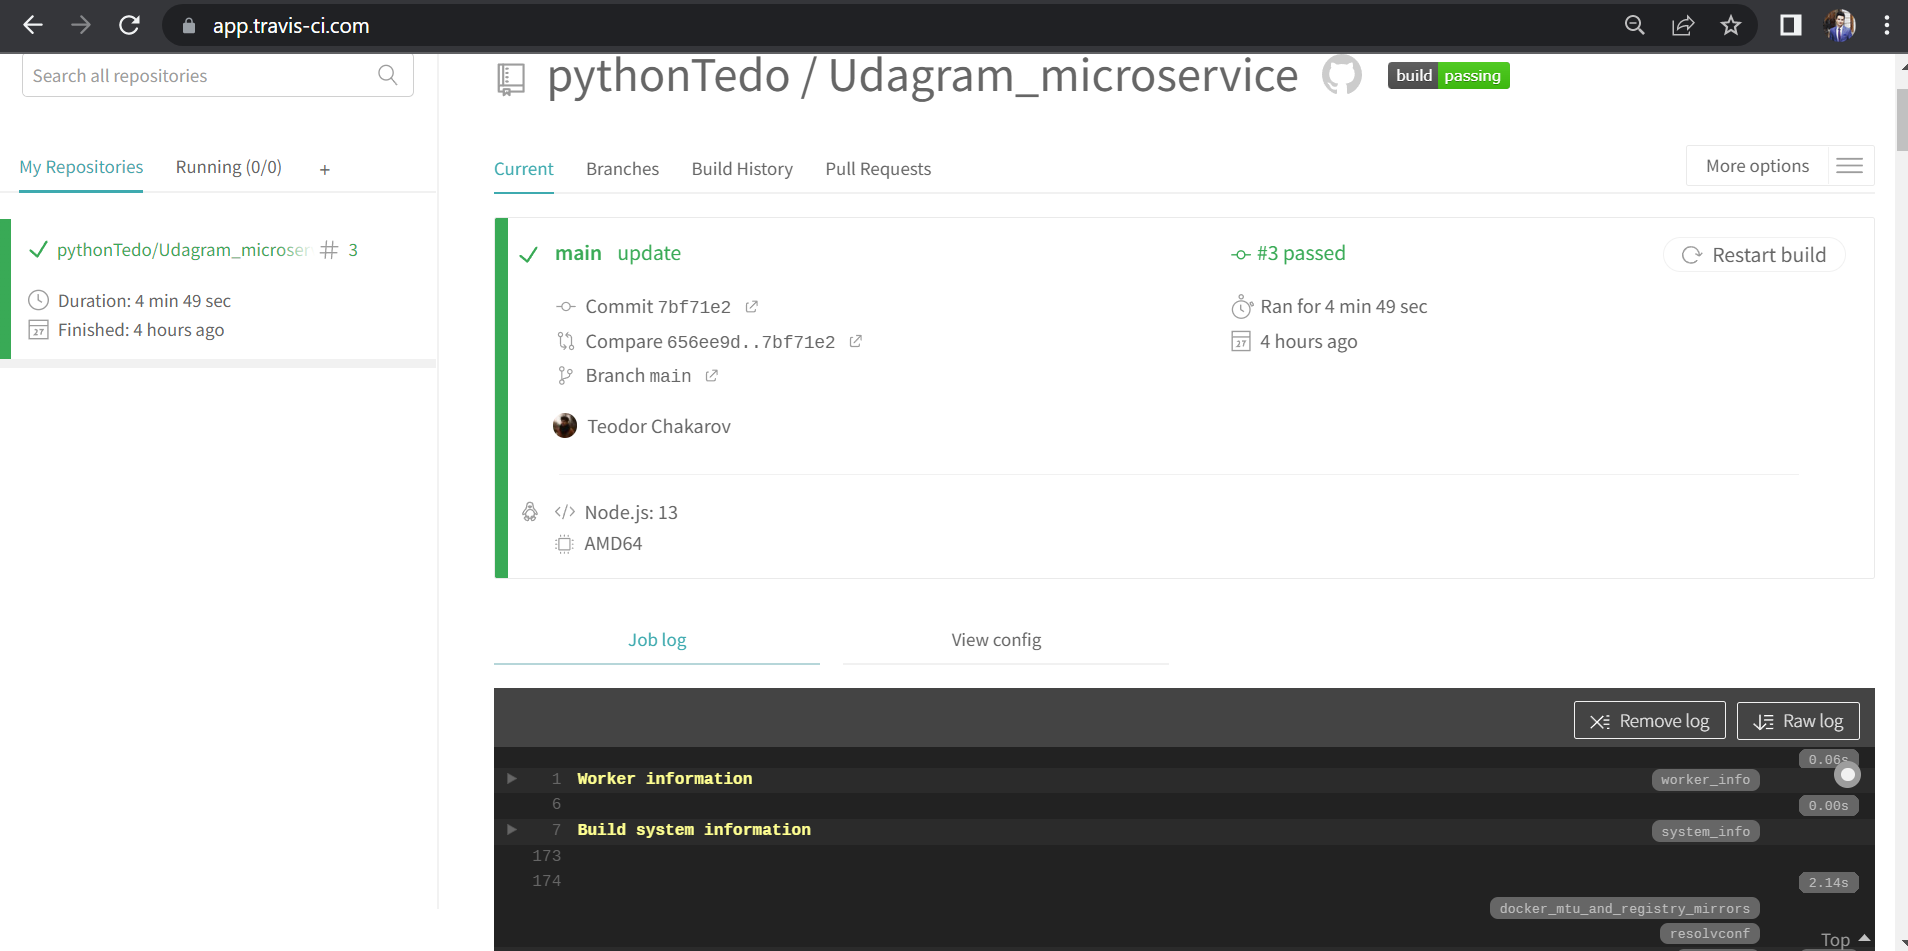 app.travis-ci.com
Search all repositories
My Repositories
Running (0/0)
+
pythonTedo/Udagram_microser # 3
Duration: 4 min 49 sec
27 Finished: 4 hours ago
pythonTedo / Udagram_microservice
build passing
Current
Branches
Build History
Pull Requests
More options
main update
Commit 7bf71e2
Compare 656ee9d..7bf71e2
Branch main
Teodor Chakarov
#3 passed
Ran for 4 min 49 sec
27 4 hours ago
Restart build
</> Node.js: 13
AMD64
Job log
View config
Remove log
Raw log
0.06s
1 Worker information worker_info
6 0.00s
7 Build system information system_info
173
174 2.14s
docker_mtu_and_registry_mirrors
resolvconf
Top